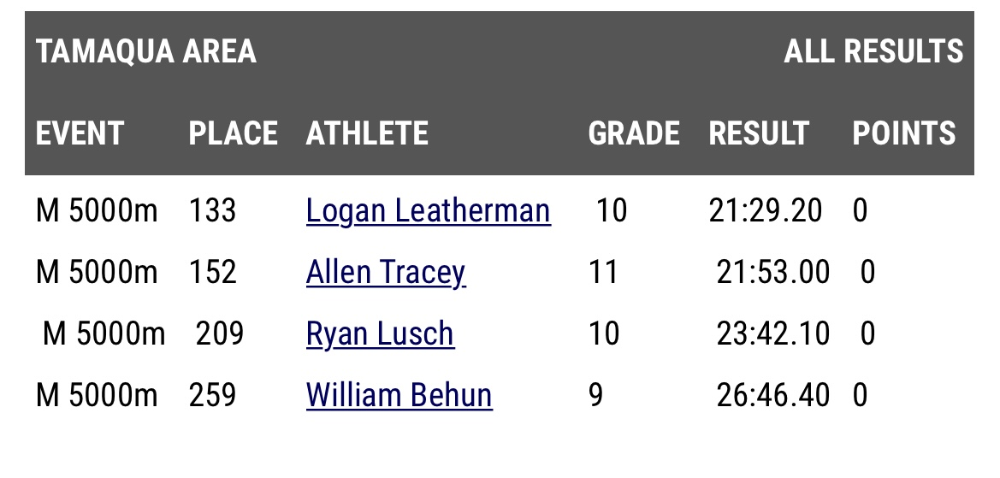 TAMAQUA AREA ALL RESULTS
EVENT PLACE ATHLETE GRADE RESULT POINTS
M 5000m 133 Logan Leatherman 10 21:29.20 0
M 5000m 152 Allen Tracey 11 21:53.00 0
M 5000m 209 Ryan Lusch 10 23:42.10 0
M 5000m 259 William Behun 9 26:46.40 0